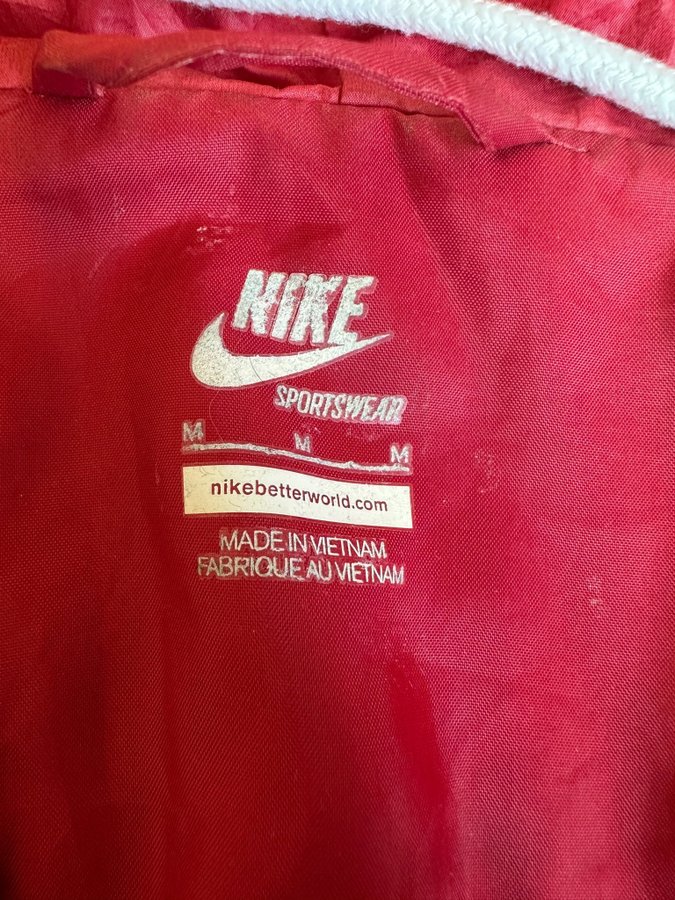 NIKE
SPORTSWEAR
M M M
nikebetterworld.com
MADE IN VIETNAM
FABRIQUE AU VIETNAM